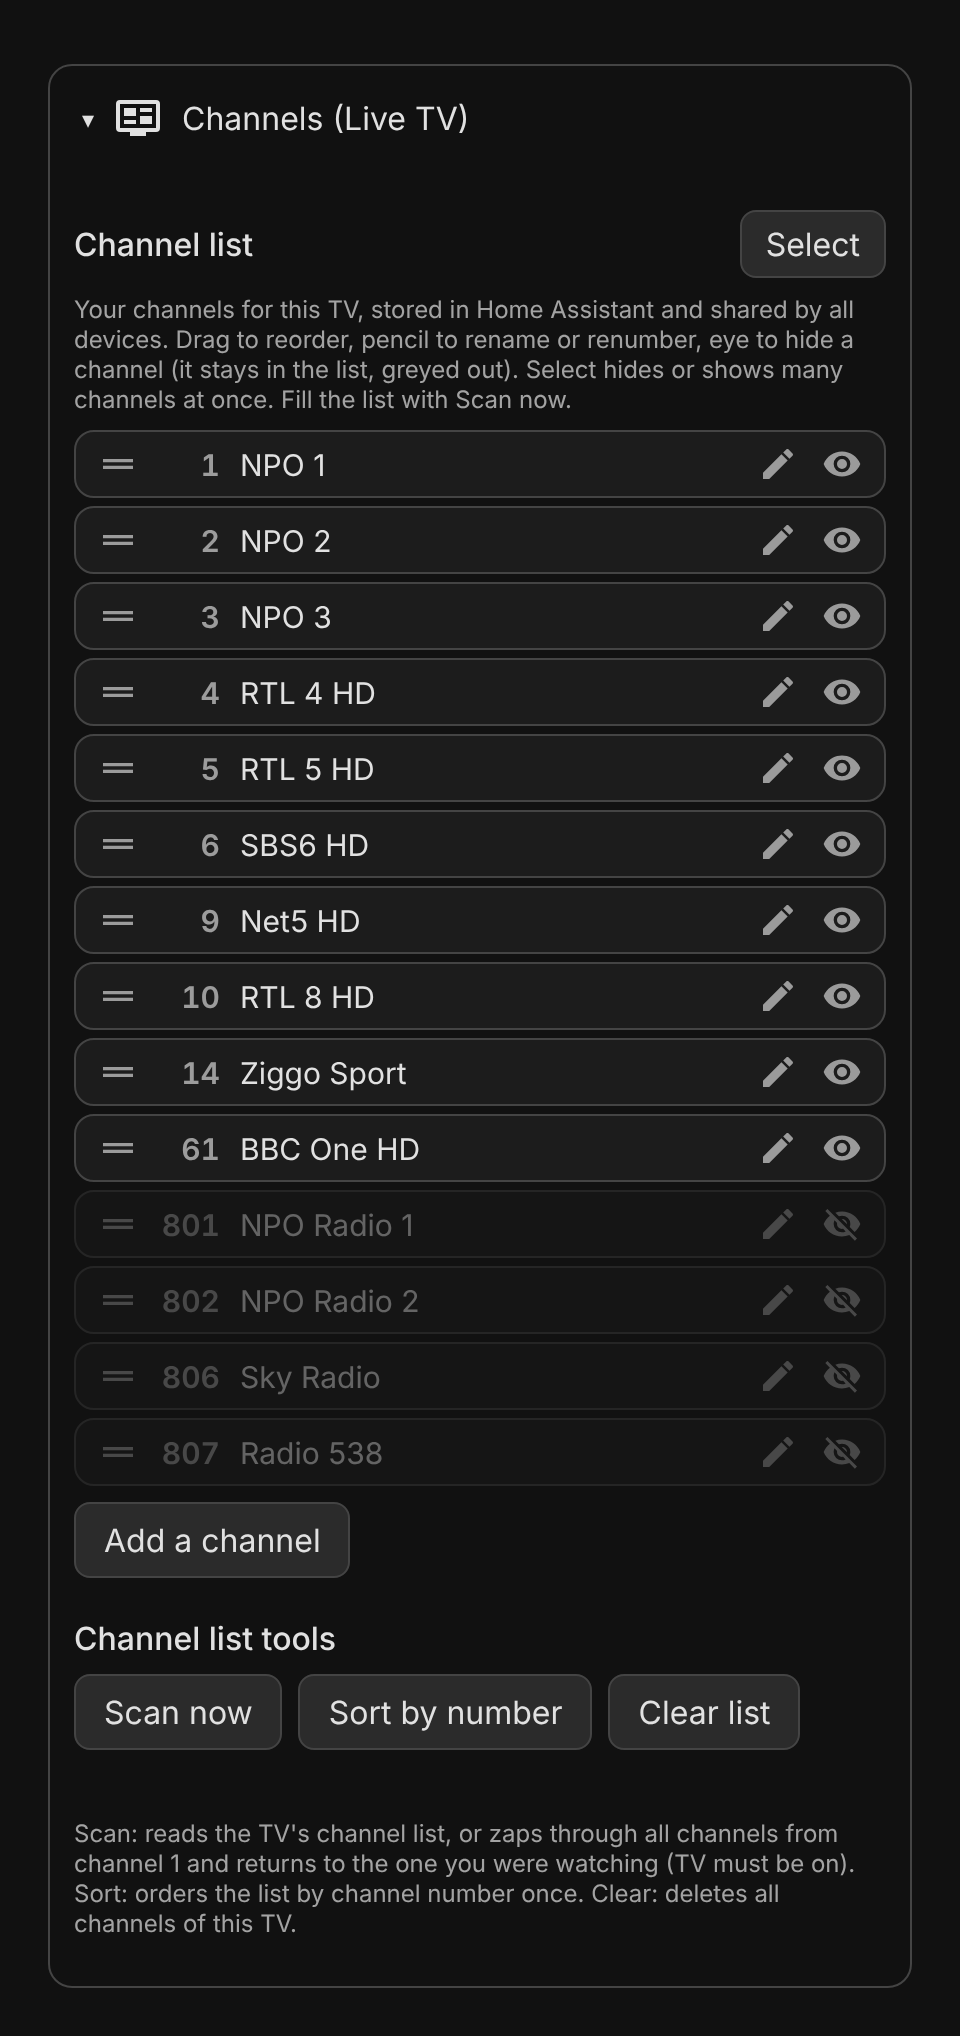 Channels (Live TV)
Channel list
Select
Your channels for this TV, stored in Home Assistant and shared by all
devices. Drag to reorder, pencil to rename or renumber, eye to hide a
channel (it stays in the list, greyed out). Select hides or shows many
channels at once. Fill the list with Scan now.
1 NPO 1
2 NPO 2
3 NPO 3
4 RTL 4 HD
5 RTL 5 HD
6 SBS6 HD
9 Net5 HD
10 RTL 8 HD
14 Ziggo Sport
61 BBC One HD
801 NPO Radio 1
802 NPO Radio 2
806 Sky Radio
807 Radio 538
Add a channel
Channel list tools
Scan now
Sort by number
Clear list
Scan: reads the TV's channel list, or zaps through all channels from
channel 1 and returns to the one you were watching (TV must be on).
Sort: orders the list by channel number once. Clear: deletes all
channels of this TV.